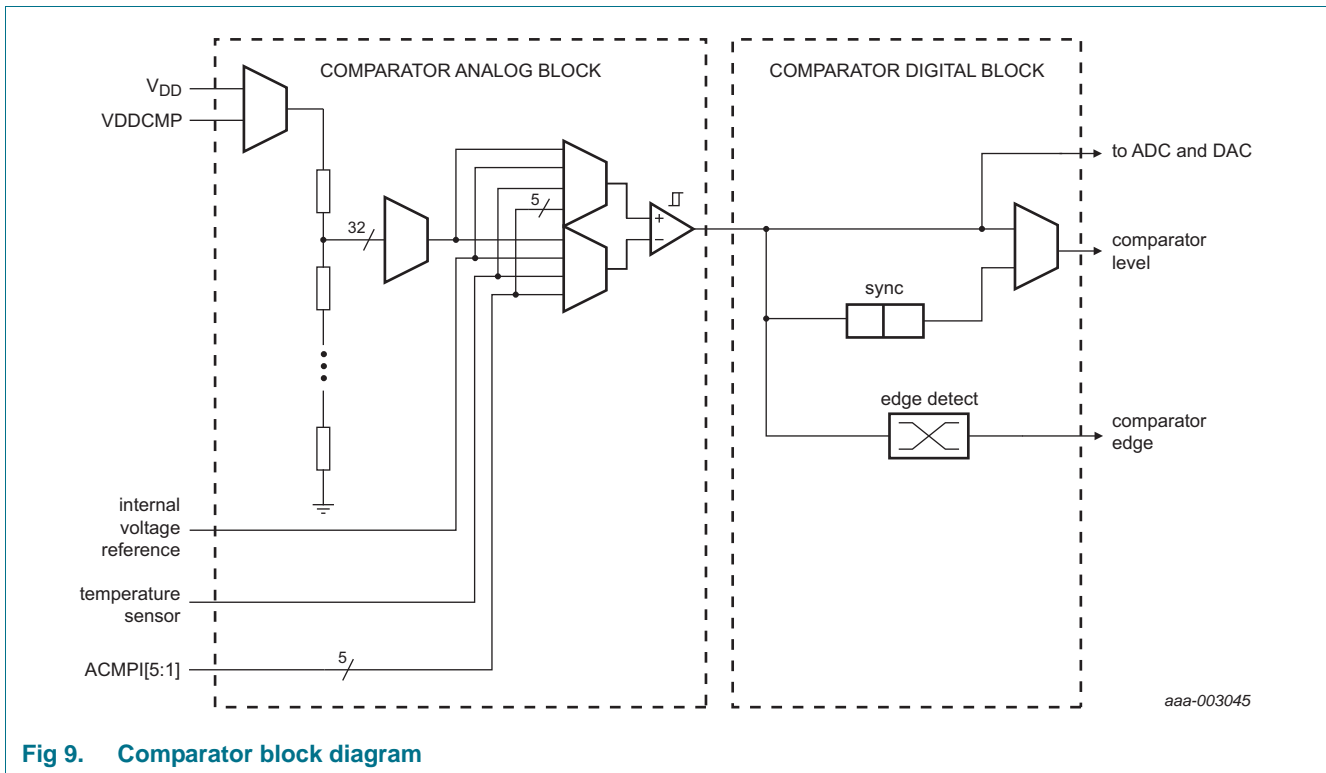 COMPARATOR ANALOG BLOCK
COMPARATOR DIGITAL BLOCK
VDD
VDDCMP
to ADC and DAC
5
32
+
−
comparator
level
sync
edge detect
comparator
edge
internal
voltage
reference
temperature
sensor
5
ACMPI[5:1]
aaa-003045
Fig 9. Comparator block diagram